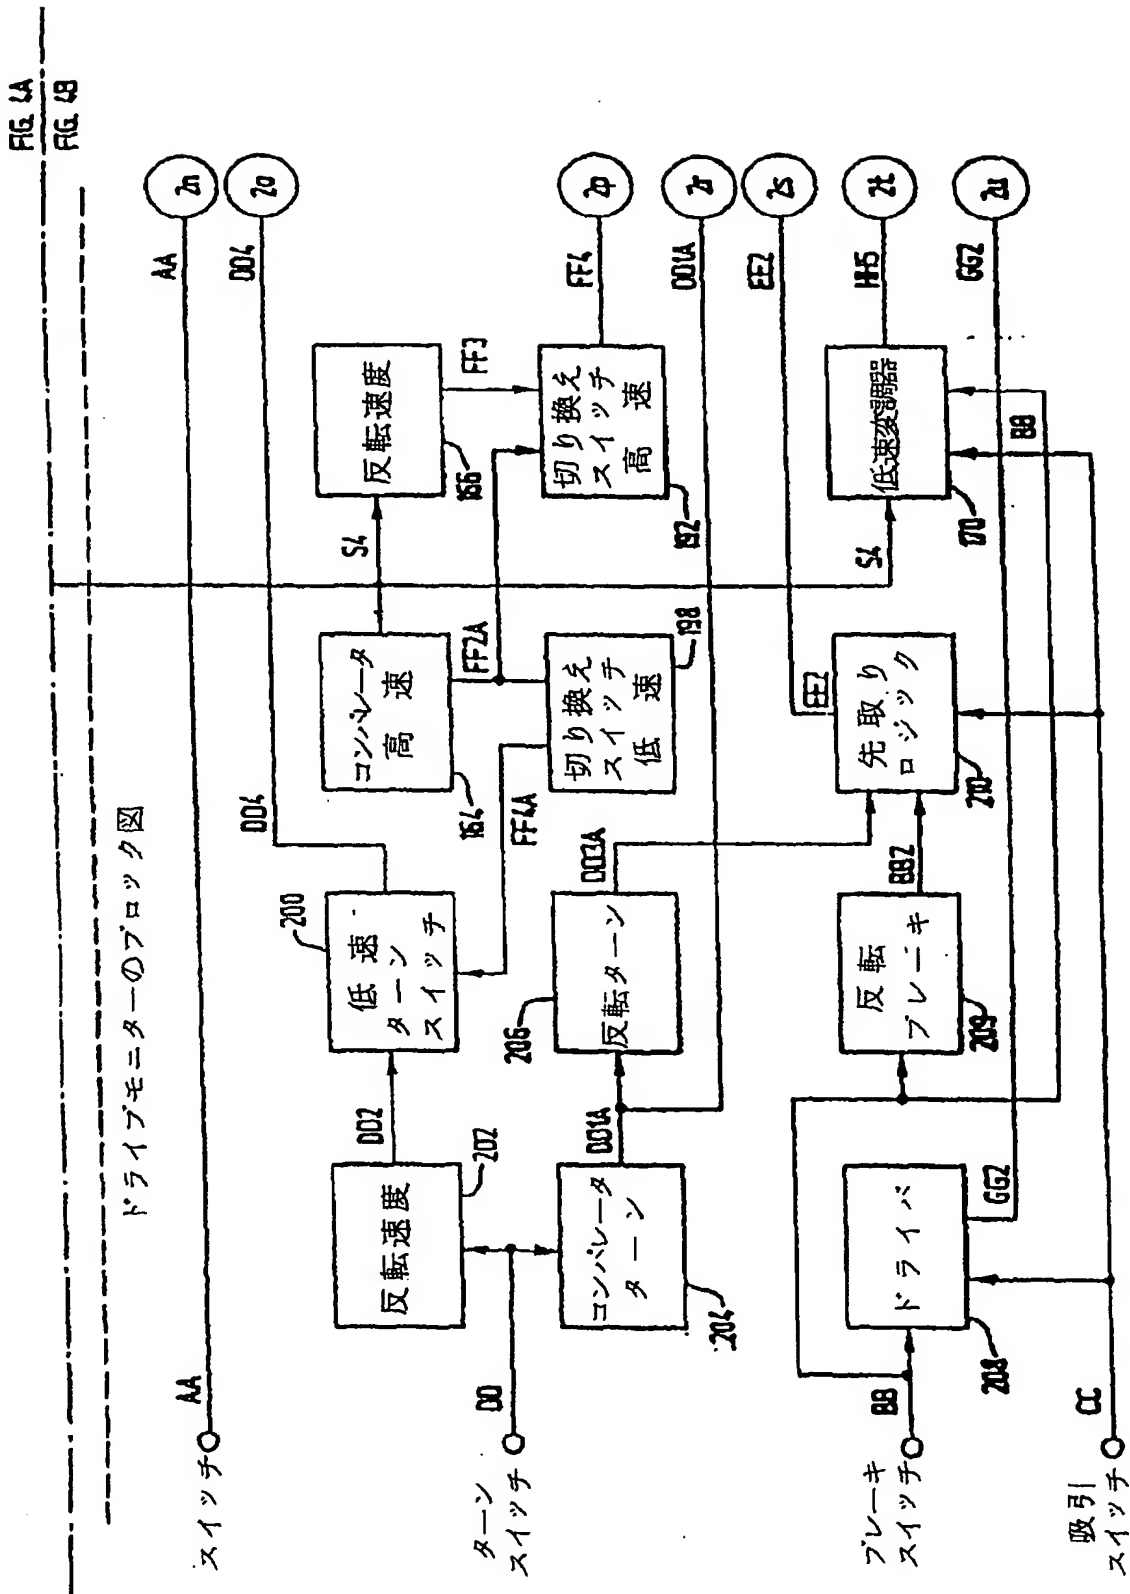 FIG. 4A
FIG. 4B
ドライブモニターのブロック図
スイッチ
AA
AA
2n
DD4
DD4
2o
200
低速
ターン
スイッチ
コンパレータ
高速
164
S4
反転速度
166
FF3
反転速度
202
DD2
FF4A
FF2A
切り換え
スイッチ
低速
198
切り換え
スイッチ
高速
192
FF4
2p
ターン
スイッチ
DD
コンパレータ
ターン
204
DD1A
反転ターン
206
DD3A
DD1A
2r
EE2
EE2
2s
ブレーキ
スイッチ
BB
ドライバ
208
GG2
反転
ブレーキ
209
BB2
先取り
ロジック
210
S4
低速変調器
170
HH5
2t
BB
GG2
2u
吸引
スイッチ
CC